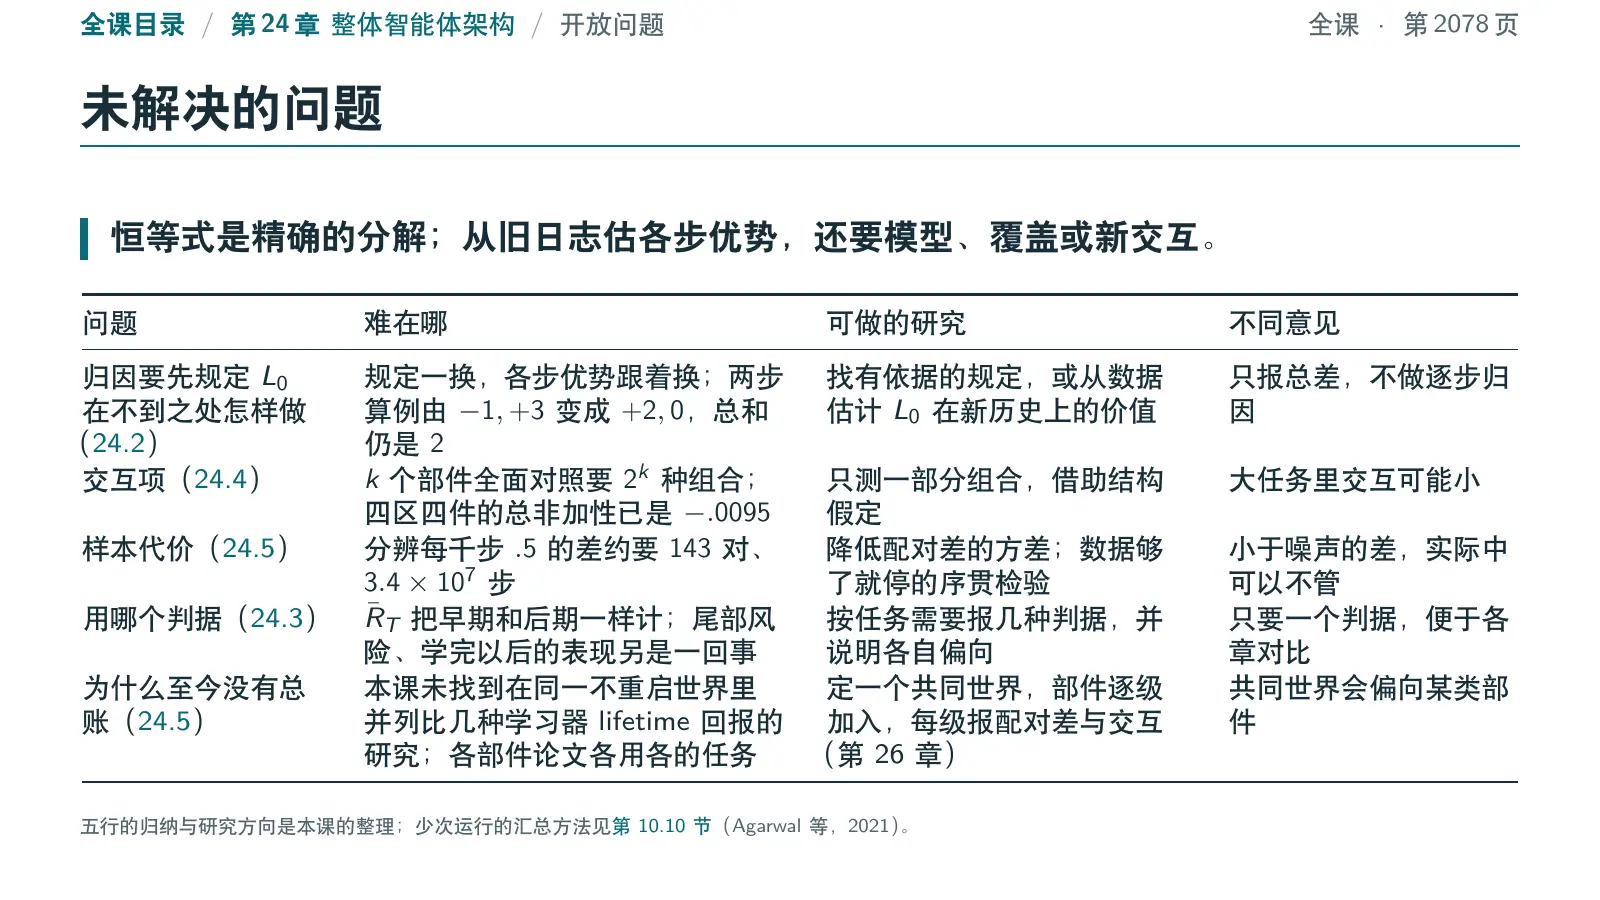 全课目录 / 第 24 章 整体智能体架构 / 开放问题
全课 · 第 2078 页
未解决的问题
恒等式是精确的分解；从旧日志估各步优势，还要模型、覆盖或新交互。
问题 难在哪 可做的研究 不同意见
归因要先规定 L₀ 在不到之处怎样做（24.2） 规定一换，各步优势跟着换；两步算例由 −1, +3 变成 +2, 0，总和仍是 2 找有依据的规定，或从数据估计 L₀ 在新历史上的价值 只报总差，不做逐步归因
交互项（24.4） k 个部件全面对照要 2ᵏ 种组合；四区四件的总非加性已是 −.0095 只测一部分组合，借助结构假定 大任务里交互可能小
样本代价（24.5） 分辨每千步 .5 的差约要 143 对、3.4 × 10⁷ 步 降低配对差的方差；数据够了就停的序贯检验 小于噪声的差，实际中可以不管
用哪个判据（24.3） R̄_T 把早期和后期一样计；尾部风险、学完以后的表现另是一回事 按任务需要报几种判据，并说明各自偏向 只要一个判据，便于各章对比
为什么至今没有总账（24.5） 本课未找到在同一不重启世界里并列比几种学习器 lifetime 回报的研究；各部件论文各用各的任务 定一个共同世界，部件逐级加入，每级报配对差与交互（第 26 章） 共同世界会偏向某类部件
五行的归纳与研究方向是本课的整理；少次运行的汇总方法见第 10.10 节（Agarwal 等，2021）。